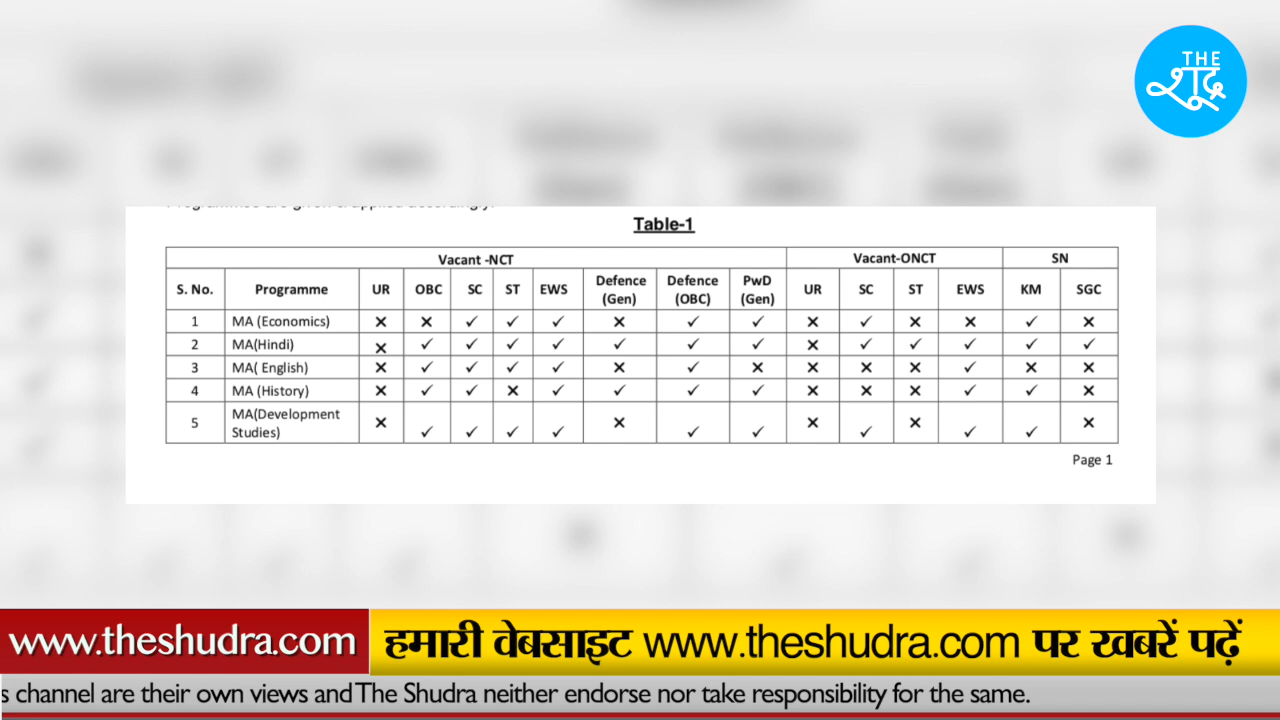 THE
शूद्र
Table-1
Vacant -NCT Vacant-ONCT SN
S. No. Programme UR OBC SC ST EWS Defence (Gen) Defence (OBC) PwD (Gen) UR SC ST EWS KM SGC
1 MA (Economics) × × ✓ ✓ ✓ × ✓ ✓ × ✓ × × ✓ ×
2 MA(Hindi) × ✓ ✓ ✓ ✓ ✓ ✓ ✓ × ✓ ✓ ✓ ✓ ✓
3 MA( English) × ✓ ✓ ✓ ✓ × ✓ × × × × ✓ × ×
4 MA (History) × ✓ ✓ × ✓ ✓ ✓ ✓ × × × ✓ ✓ ×
5 MA(Development Studies) × ✓ ✓ ✓ ✓ × ✓ ✓ × ✓ × ✓ ✓ ×
Page 1
www.theshudra.com हमारी वेबसाइट www.theshudra.com पर खबरें पढ़ें
s channel are their own views and The Shudra neither endorse nor take responsibility for the same.